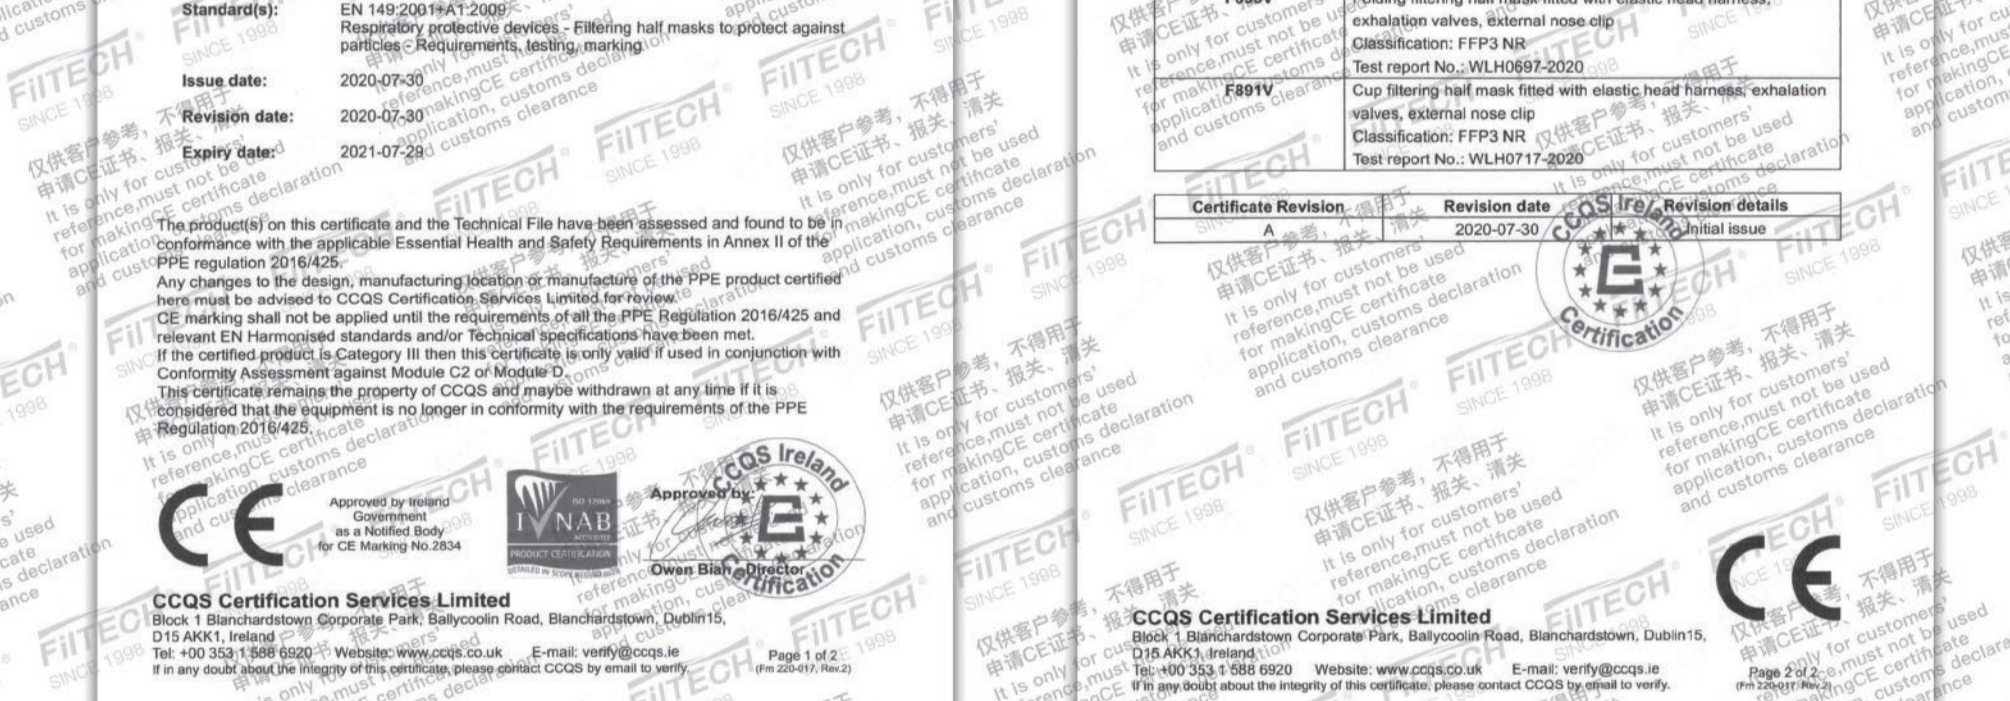 Standard(s): EN 149:2001+A1:2009
Respiratory protective devices - Filtering half masks to protect against
particles - Requirements, testing, marking
Issue date: 2020-07-30
Revision date: 2020-07-30
Expiry date: 2021-07-29
The product(s) on this certificate and the Technical File have been assessed and found to be in
conformance with the applicable Essential Health and Safety Requirements in Annex II of the
PPE regulation 2016/425.
Any changes to the design, manufacturing location or manufacture of the PPE product certified
here must be advised to CCQS Certification Services Limited for review.
CE marking shall not be applied until the requirements of all the PPE Regulation 2016/425 and
relevant EN Harmonised standards and/or Technical specifications have been met.
If the certified product is Category III then this certificate is only valid if used in conjunction with
Conformity Assessment against Module C2 or Module D.
This certificate remains the property of CCQS and maybe withdrawn at any time if it is
considered that the equipment is no longer in conformity with the requirements of the PPE
Regulation 2016/425.
CE
Approved by Ireland
Government
as a Notified Body
for CE Marking No.2834
ISO 17065
INAB
ACCREDITED
PRODUCT CERTIFICATION
DETAILED IN SCOPE
Approved by:
CCQS Ireland
Certification
Owen Bian, Director
CCQS Certification Services Limited
Block 1 Blanchardstown Corporate Park, Ballycoolin Road, Blanchardstown, Dublin15,
D15 AKK1, Ireland
Tel: +00 353 1 588 6920 Website: www.ccqs.co.uk E-mail: verify@ccqs.ie
If in any doubt about the integrity of this certificate, please contact CCQS by email to verify.
Page 1 of 2
(Fm 220-017, Rev.2)
exhalation valves, external nose clip
Classification: FFP3 NR
Test report No.: WLH0697-2020
F891V Cup filtering half mask fitted with elastic head harness, exhalation
valves, external nose clip
Classification: FFP3 NR
Test report No.: WLH0717-2020
Certificate Revision Revision date Revision details
A 2020-07-30 Initial issue
CCQS Ireland
Certification
CE
CCQS Certification Services Limited
Block 1 Blanchardstown Corporate Park, Ballycoolin Road, Blanchardstown, Dublin15,
D15 AKK1, Ireland
Tel: +00 353 1 588 6920 Website: www.ccqs.co.uk E-mail: verify@ccqs.ie
If in any doubt about the integrity of this certificate, please contact CCQS by email to verify.
Page 2 of 2
(Fm 220-017, Rev.2)
FilTECH
SINCE 1998
仅供客户参考，不得用于
申请CE证书、报关、清关
It is only for customers'
reference,must not be used
for makingCE certificate
application, customs declaration
and customs clearance